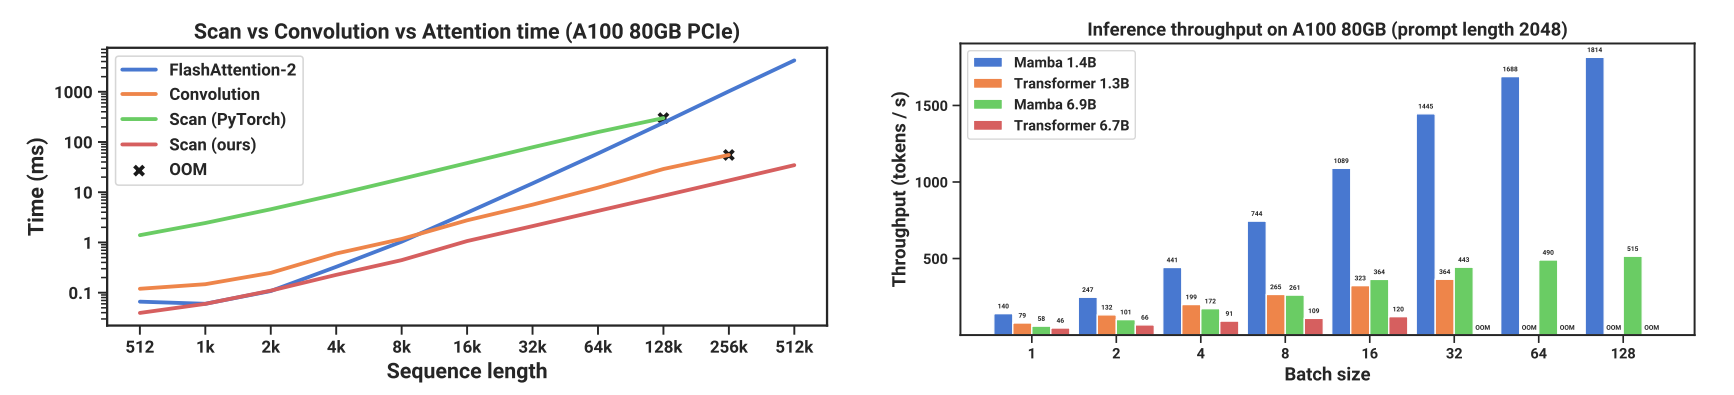 Scan vs Convolution vs Attention time (A100 80GB PCIe)
Time (ms)
1000
100
10
1
0.1
FlashAttention-2
Convolution
Scan (PyTorch)
Scan (ours)
OOM
512 1k 2k 4k 8k 16k 32k 64k 128k 256k 512k
Sequence length
Inference throughput on A100 80GB (prompt length 2048)
Throughput (tokens / s)
1500
1000
500
Mamba 1.4B
Transformer 1.3B
Mamba 6.9B
Transformer 6.7B
140 79 58 46
247 132 101 66
441 199 172 91
744 265 261 109
1089 323 364 120
1445 364 443 OOM
1688 OOM 490 OOM
1814 OOM 515 OOM
1 2 4 8 16 32 64 128
Batch size